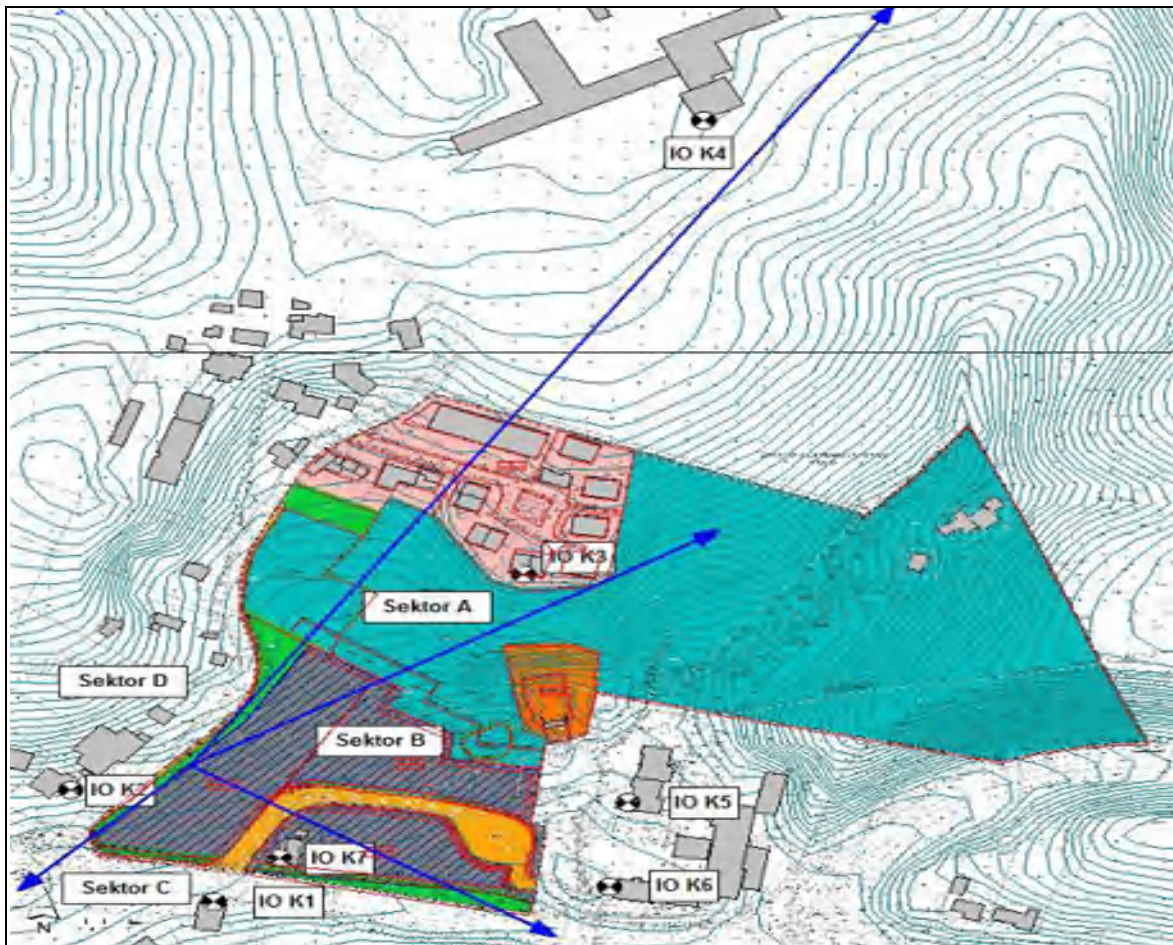 IO K4
IO K3
Sektor A
Sektor D
Sektor B
IO K2
IO K5
IO K7
Sektor C
IO K1
IO K6
N